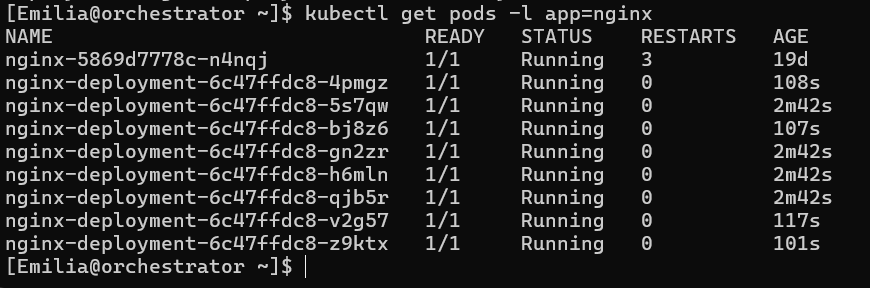 [Emilia@orchestrator ~]$ kubectl get pods -l app=nginx
NAME READY STATUS RESTARTS AGE
nginx-5869d7778c-n4nqj 1/1 Running 3 19d
nginx-deployment-6c47ffdc8-4pmgz 1/1 Running 0 108s
nginx-deployment-6c47ffdc8-5s7qw 1/1 Running 0 2m42s
nginx-deployment-6c47ffdc8-bj8z6 1/1 Running 0 107s
nginx-deployment-6c47ffdc8-gn2zr 1/1 Running 0 2m42s
nginx-deployment-6c47ffdc8-h6mln 1/1 Running 0 2m42s
nginx-deployment-6c47ffdc8-qjb5r 1/1 Running 0 2m42s
nginx-deployment-6c47ffdc8-v2g57 1/1 Running 0 117s
nginx-deployment-6c47ffdc8-z9ktx 1/1 Running 0 101s
[Emilia@orchestrator ~]$